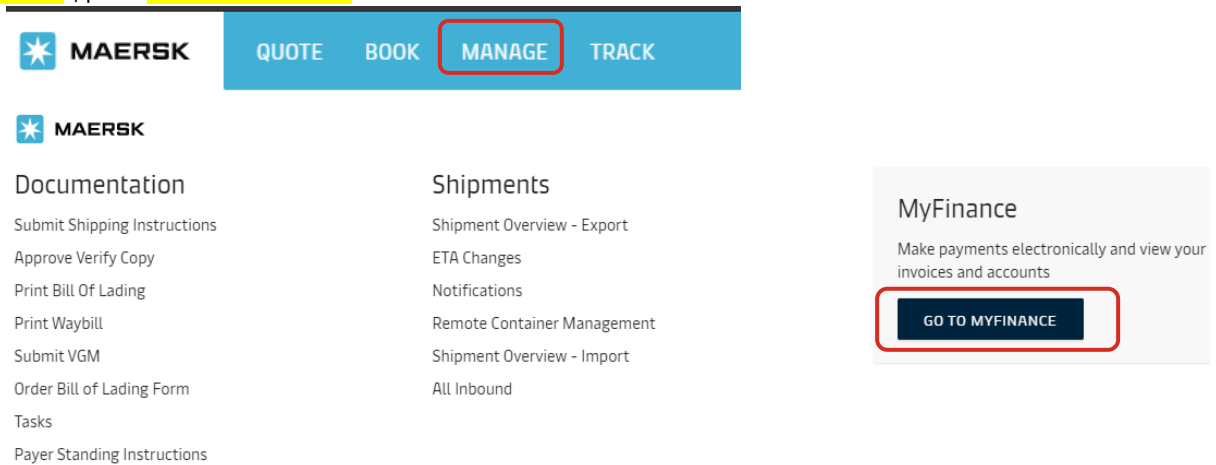 MAERSK QUOTE BOOK MANAGE TRACK
MAERSK
Documentation
Submit Shipping Instructions
Approve Verify Copy
Print Bill Of Lading
Print Waybill
Submit VGM
Order Bill of Lading Form
Tasks
Payer Standing Instructions
Shipments
Shipment Overview - Export
ETA Changes
Notifications
Remote Container Management
Shipment Overview - Import
All Inbound
MyFinance
Make payments electronically and view your
invoices and accounts
GO TO MYFINANCE